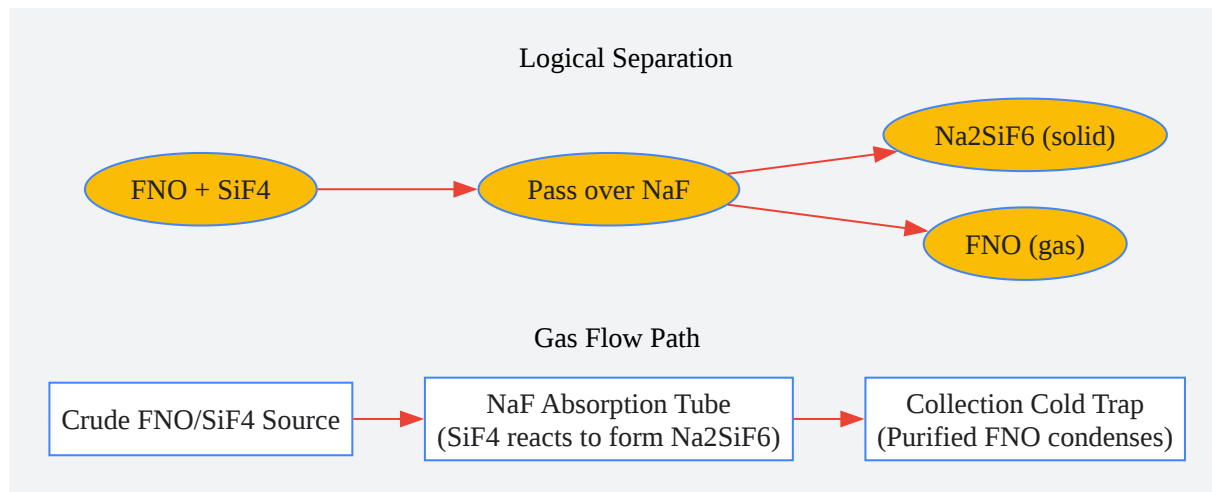 Logical Separation
FNO + SiF4
Pass over NaF
Na2SiF6 (solid)
FNO (gas)
Gas Flow Path
Crude FNO/SiF4 Source
NaF Absorption Tube
(SiF4 reacts to form Na2SiF6)
Collection Cold Trap
(Purified FNO condenses)